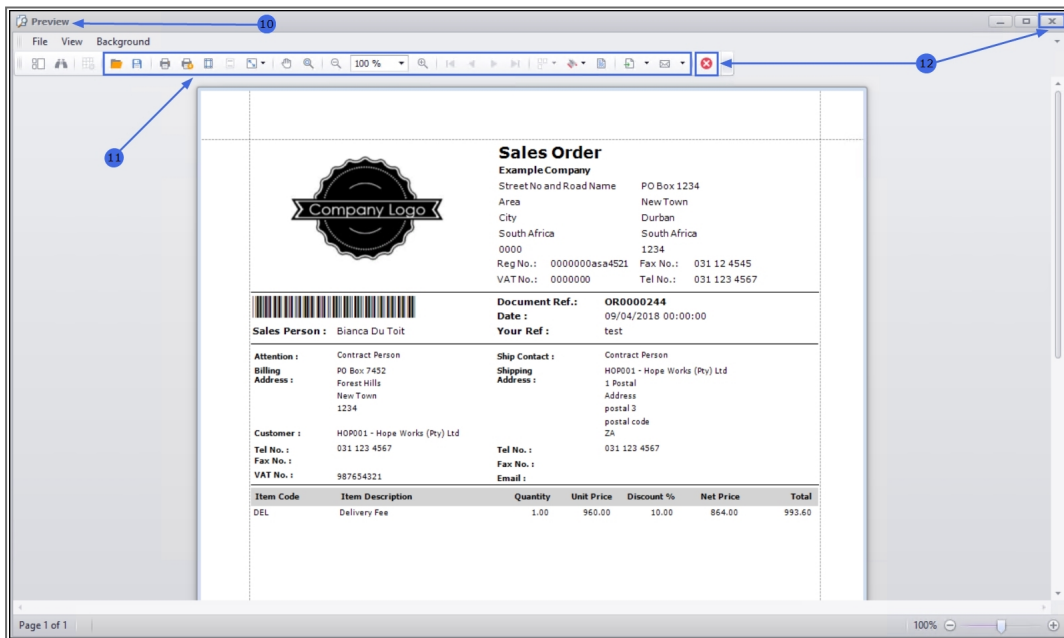 Preview
10
File View Background
100 %
12
11
Sales Order
Company Logo
Example Company
Street No and Road Name PO Box 1234
Area New Town
City Durban
South Africa South Africa
0000 1234
Reg No.: 0000000asa4521 Fax No.: 031 12 4545
VAT No.: 0000000 Tel No.: 031 123 4567
Document Ref.: OR0000244
Date : 09/04/2018 00:00:00
Sales Person : Bianca Du Toit Your Ref : test
Attention : Contract Person Ship Contact : Contract Person
Billing Address : PO Box 7452 Shipping Address : HOP001 - Hope Works (Pty) Ltd
Forest Hills 1 Postal
New Town Address
1234 postal 3
postal code
Customer : HOP001 - Hope Works (Pty) Ltd ZA
Tel No. : 031 123 4567 Tel No. : 031 123 4567
Fax No. : Fax No. :
VAT No. : 987654321 Email :
Item Code Item Description Quantity Unit Price Discount % Net Price Total
DEL Delivery Fee 1.00 960.00 10.00 864.00 993.60
Page 1 of 1 100%